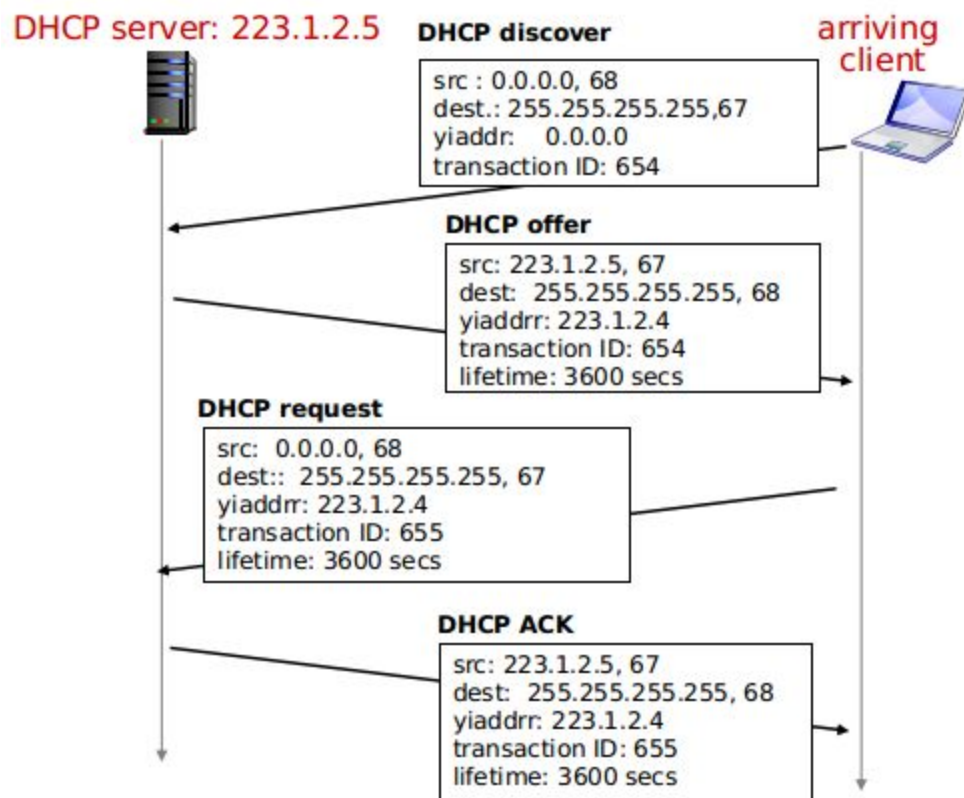 DHCP server: 223.1.2.5
DHCP discover
arriving
client
src : 0.0.0.0, 68
dest.: 255.255.255.255,67
yiaddr: 0.0.0.0
transaction ID: 654
DHCP offer
src: 223.1.2.5, 67
dest: 255.255.255.255, 68
yiaddrr: 223.1.2.4
transaction ID: 654
lifetime: 3600 secs
DHCP request
src: 0.0.0.0, 68
dest:: 255.255.255.255, 67
yiaddrr: 223.1.2.4
transaction ID: 655
lifetime: 3600 secs
DHCP ACK
src: 223.1.2.5, 67
dest: 255.255.255.255, 68
yiaddrr: 223.1.2.4
transaction ID: 655
lifetime: 3600 secs